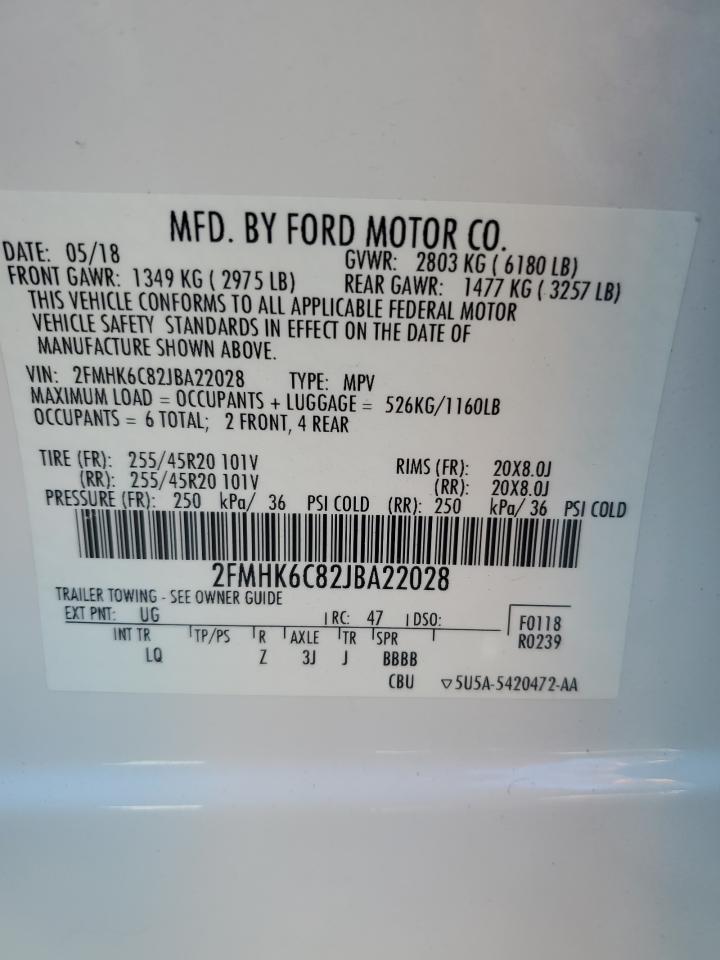 MFD. BY FORD MOTOR CO.
DATE: 05/18 GVWR: 2803 KG ( 6180 LB)
FRONT GAWR: 1349 KG ( 2975 LB) REAR GAWR: 1477 KG ( 3257 LB)
THIS VEHICLE CONFORMS TO ALL APPLICABLE FEDERAL MOTOR
VEHICLE SAFETY STANDARDS IN EFFECT ON THE DATE OF
MANUFACTURE SHOWN ABOVE.
VIN: 2FMHK6C82JBA22028 TYPE: MPV
MAXIMUM LOAD = OCCUPANTS + LUGGAGE = 526KG/1160LB
OCCUPANTS = 6 TOTAL; 2 FRONT, 4 REAR
TIRE (FR): 255/45R20 101V RIMS (FR): 20X8.0J
(RR): 255/45R20 101V (RR): 20X8.0J
PRESSURE (FR): 250 kPa/ 36 PSI COLD (RR): 250 kPa/ 36 PSI COLD
2FMHK6C82JBA22028
TRAILER TOWING - SEE OWNER GUIDE
EXT PNT: UG RC: 47 DSO: F0118
INT TR TP/PS R AXLE TR SPR R0239
LQ Z 3J J BBBB
CBU ▽5U5A-5420472-AA